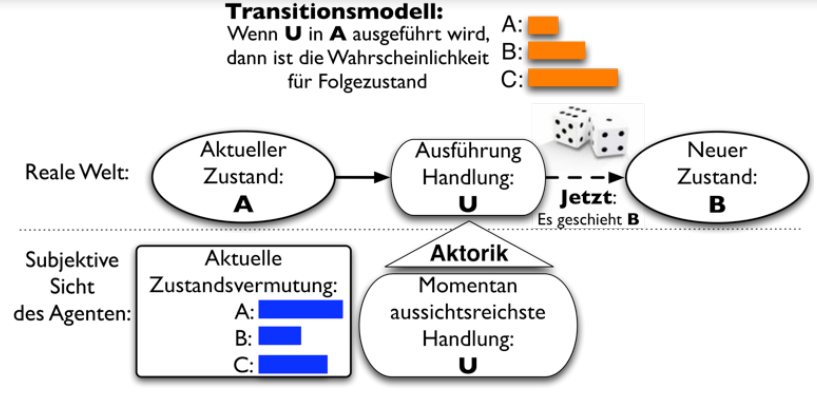 Transitionsmodell:
Wenn U in A ausgeführt wird,
dann ist die Wahrscheinlichkeit
für Folgezustand
A:
B:
C:
Reale Welt:
Aktueller
Zustand:
A
Ausführung
Handlung:
U
Jetzt:
Es geschieht B
Neuer
Zustand:
B
Subjektive
Sicht
des Agenten:
Aktuelle
Zustandsvermutung:
A:
B:
C:
Aktorik
Momentan
aussichtsreichste
Handlung:
U